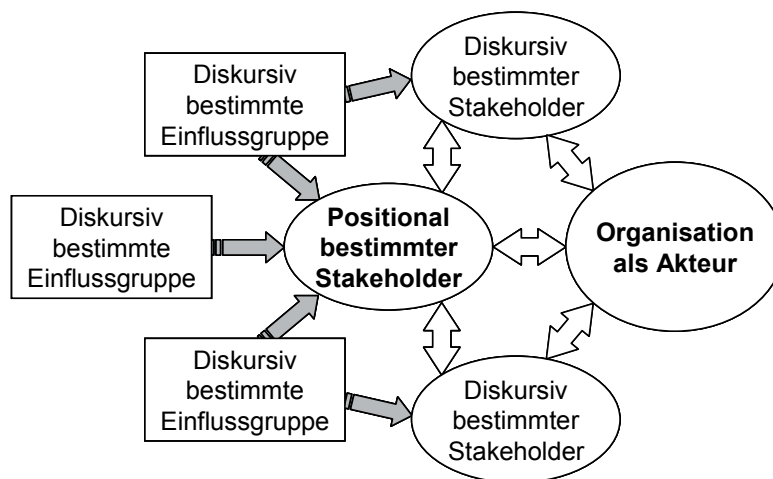 Diskursiv
bestimmte
Einflussgruppe
Diskursiv
bestimmter
Stakeholder
Diskursiv
bestimmte
Einflussgruppe
Positional
bestimmter
Stakeholder
Organisation
als Akteur
Diskursiv
bestimmte
Einflussgruppe
Diskursiv
bestimmter
Stakeholder